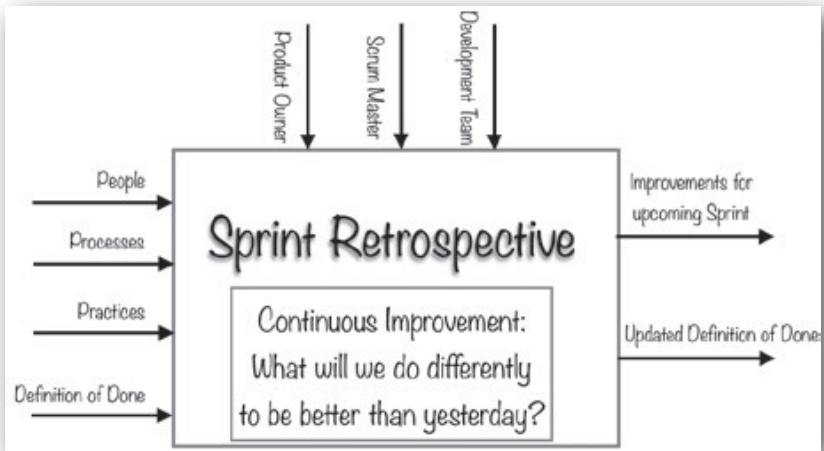 Product Owner
Scrum Master
Development Team
People
Processes
Practices
Definition of Done
Sprint Retrospective
Continuous Improvement:
What will we do differently
to be better than yesterday?
Improvements for
upcoming Sprint
Updated Definition of Done